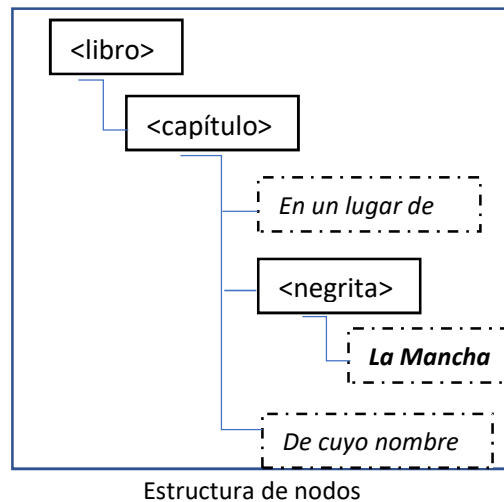 <libro>
<capítulo>
En un lugar de
<negrita>
La Mancha
De cuyo nombre
Estructura de nodos